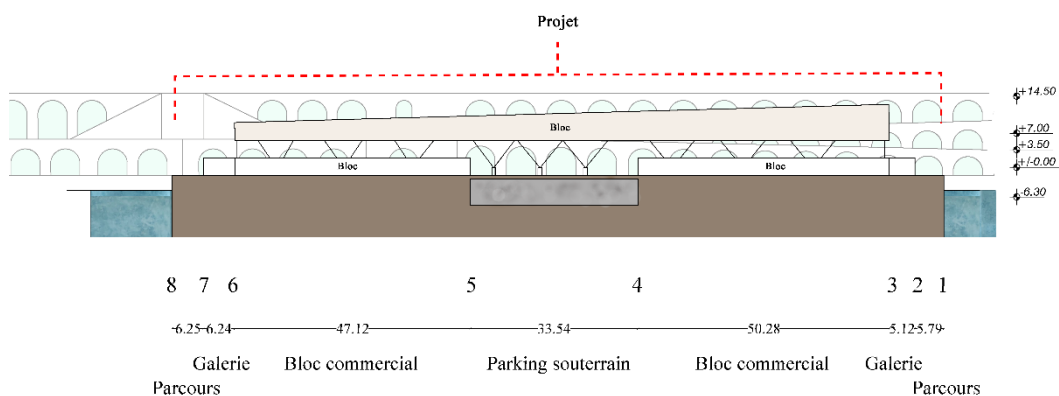 Projet
+14.50
Bloc
+7.00
+3.50
Bloc
Bloc
+/-0.00
-6.30
8 7 6 5 4 3 2 1
6.25 6.24 47.12 33.54 50.28 5.12 5.79
Galerie Bloc commercial Parking souterrain Bloc commercial Galerie
Parcours Parcours